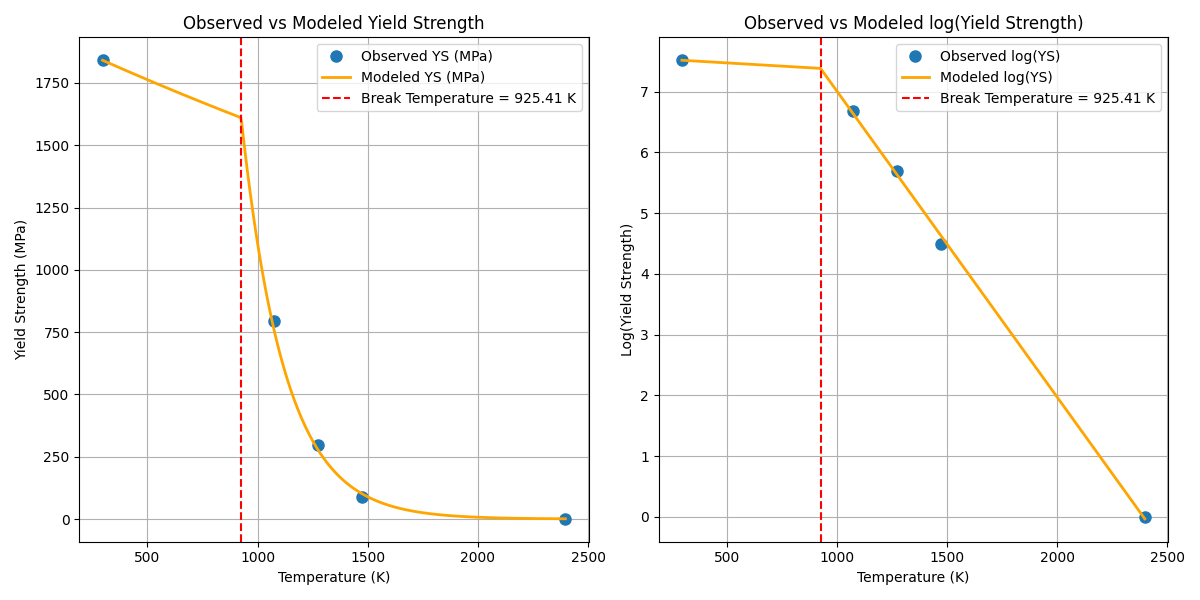 Observed vs Modeled Yield Strength
Observed YS (MPa)
Modeled YS (MPa)
Break Temperature = 925.41 K
Yield Strength (MPa)
1750
1500
1250
1000
750
500
250
0
500
1000
1500
2000
2500
Temperature (K)
Observed vs Modeled log(Yield Strength)
Observed log(YS)
Modeled log(YS)
Break Temperature = 925.41 K
Log(Yield Strength)
7
6
5
4
3
2
1
0
500
1000
1500
2000
2500
Temperature (K)